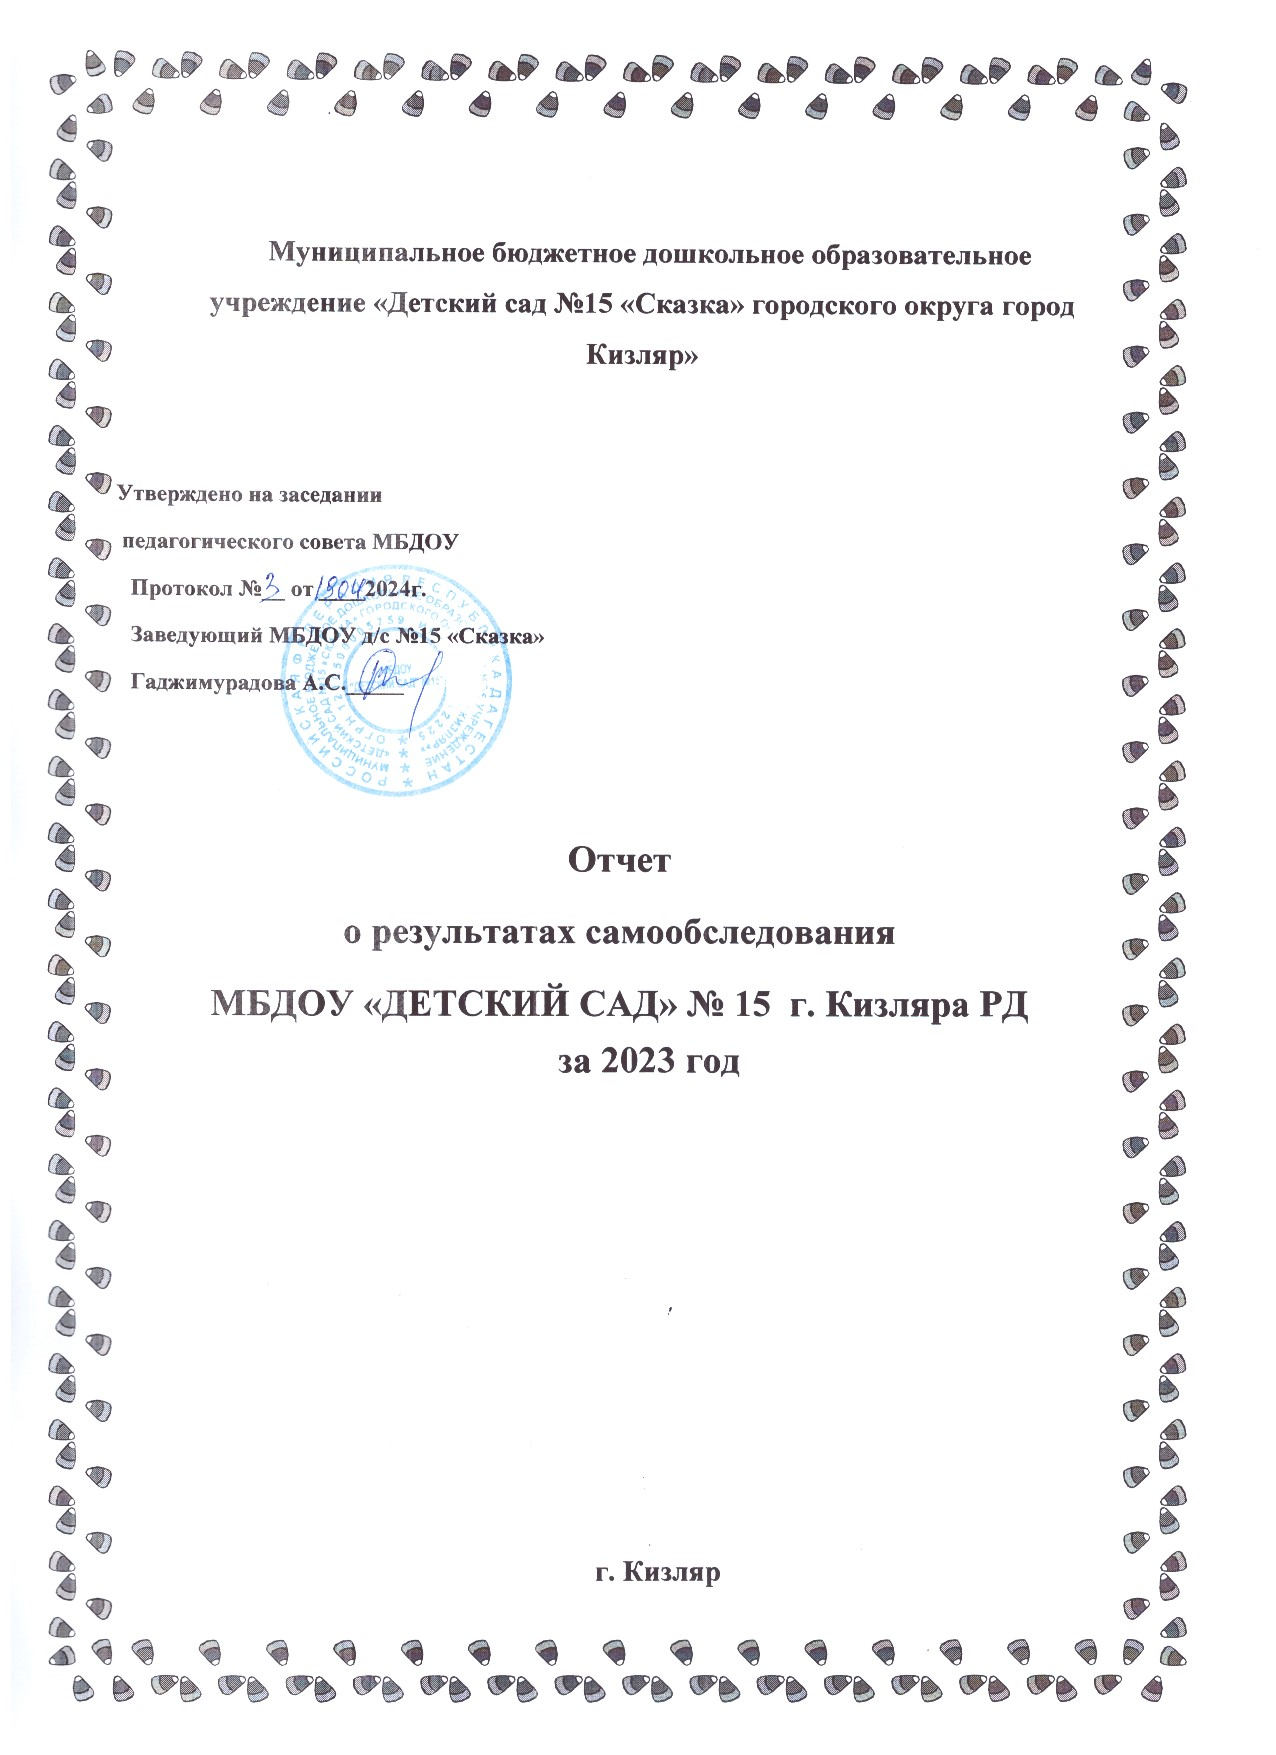 Муниципальное бюджетное дошкольное образовательное
учреждение «Детский сад №15 «Сказка» городского округа город
Кизляр»
Утверждено на заседании
педагогического совета МБДОУ
Протокол №3 от 1904 2024г.
Заведующий МБДОУ д/с №15 «Сказка»
Гаджимурадова А.С.
Отчет
о результатах самообследования
МБДОУ «ДЕТСКИЙ САД» № 15 г. Кизляра РД
за 2023 год
г. Кизляр